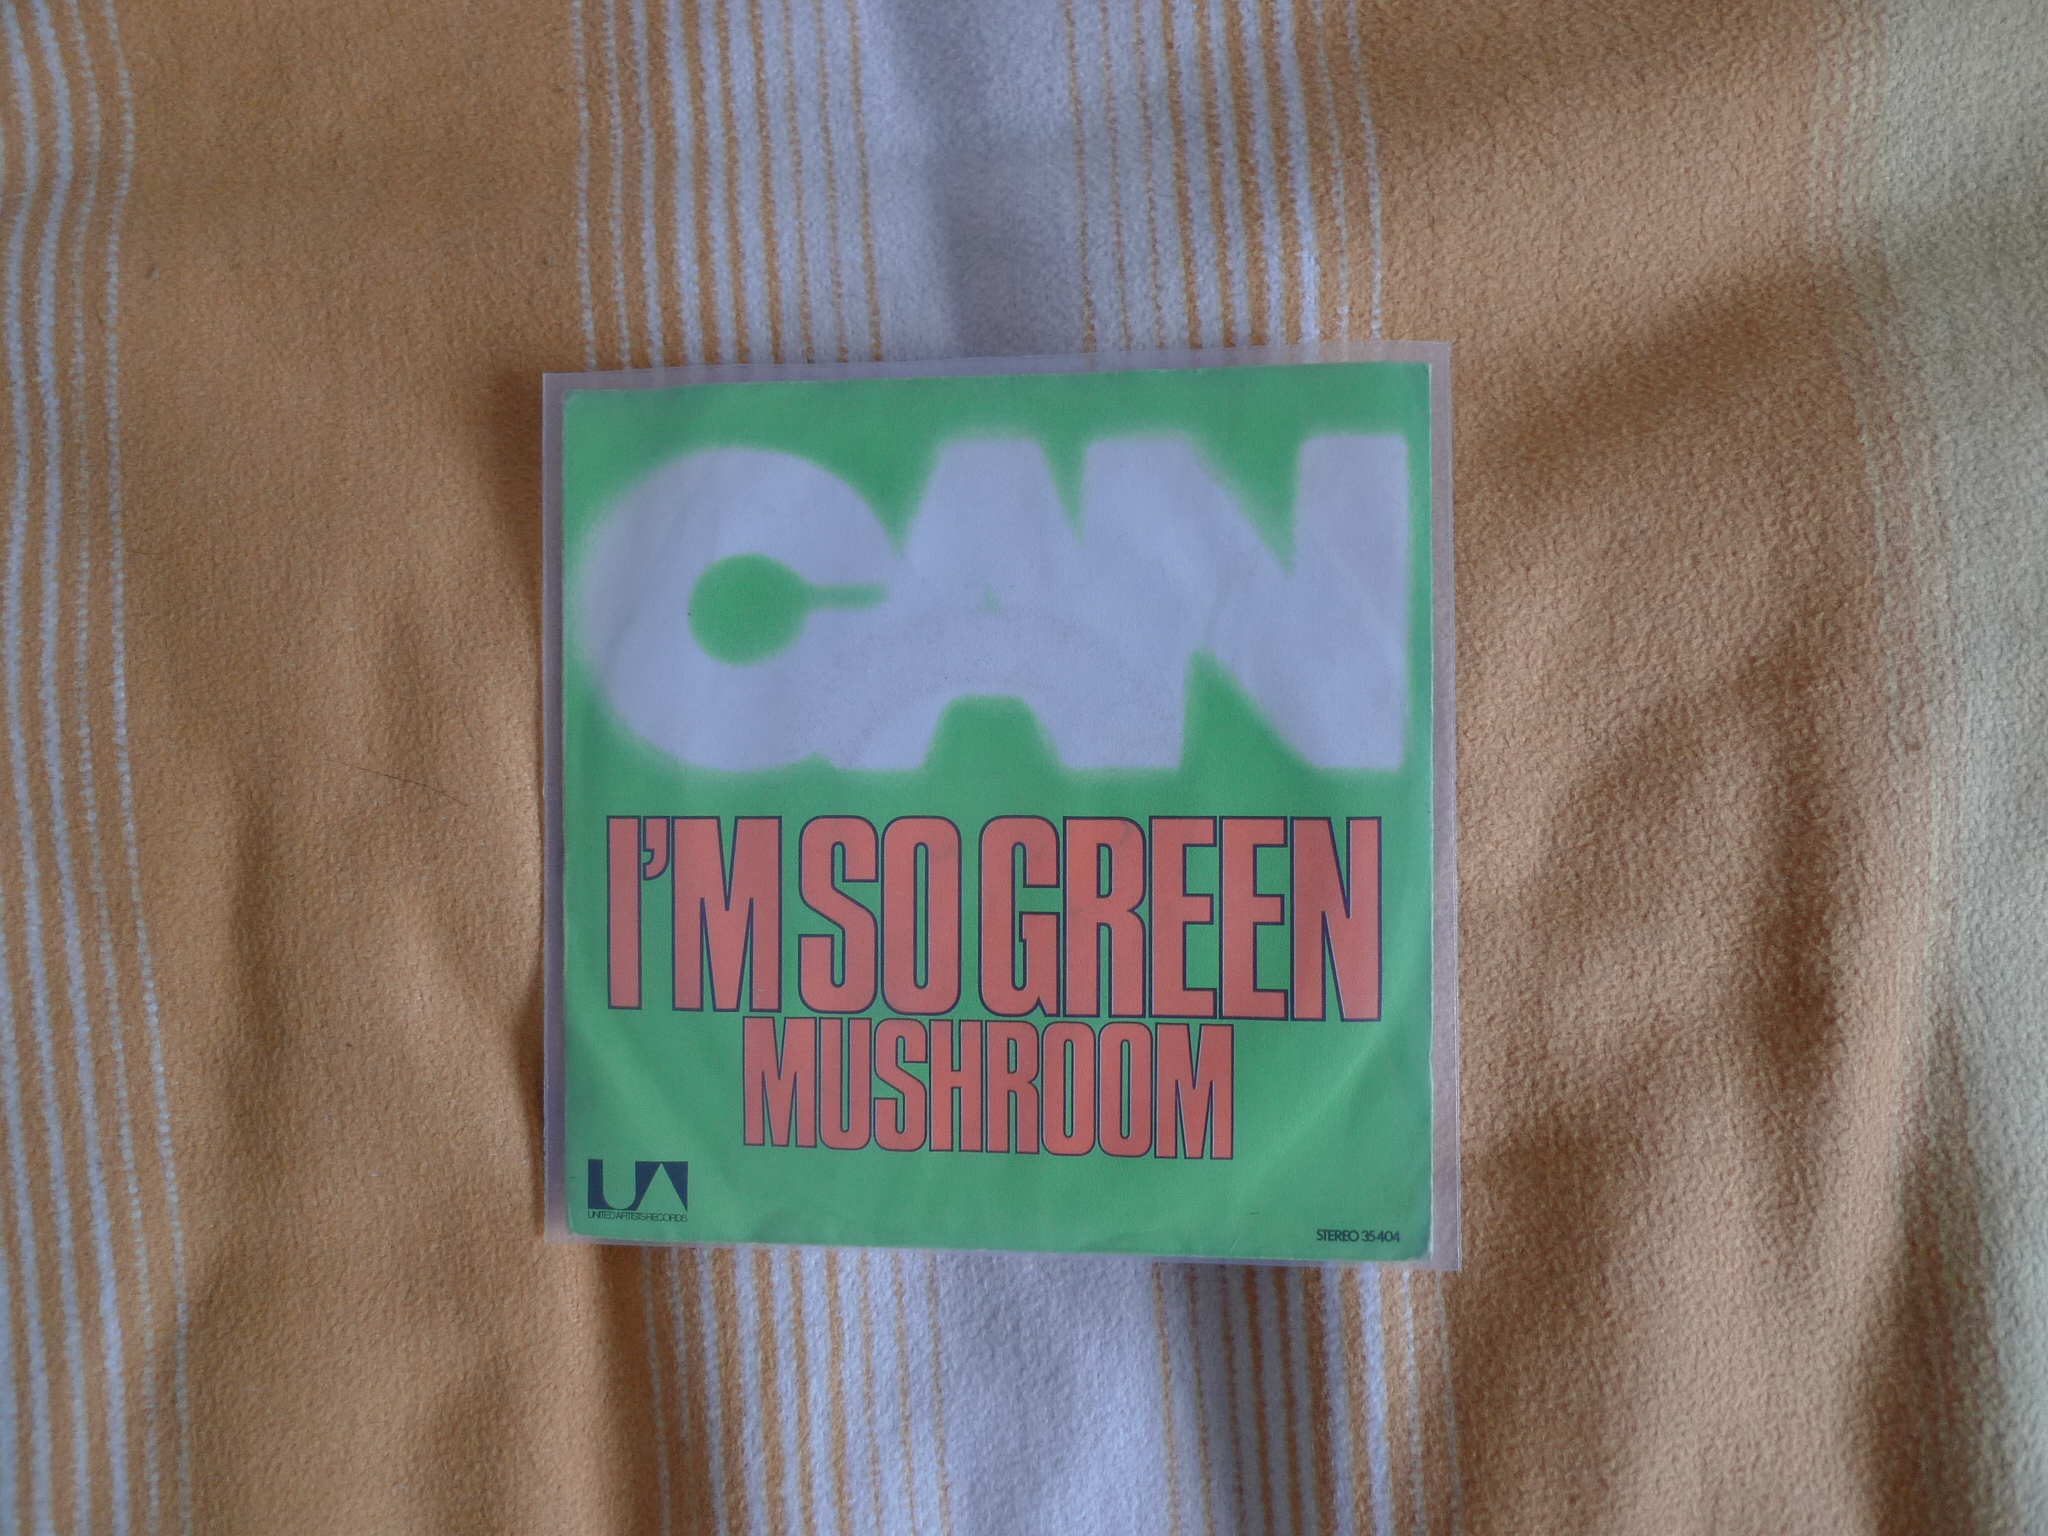 CAN
I'M SO GREEN
MUSHROOM
UA
UNITED ARTISTS RECORDS
STEREO 35 404